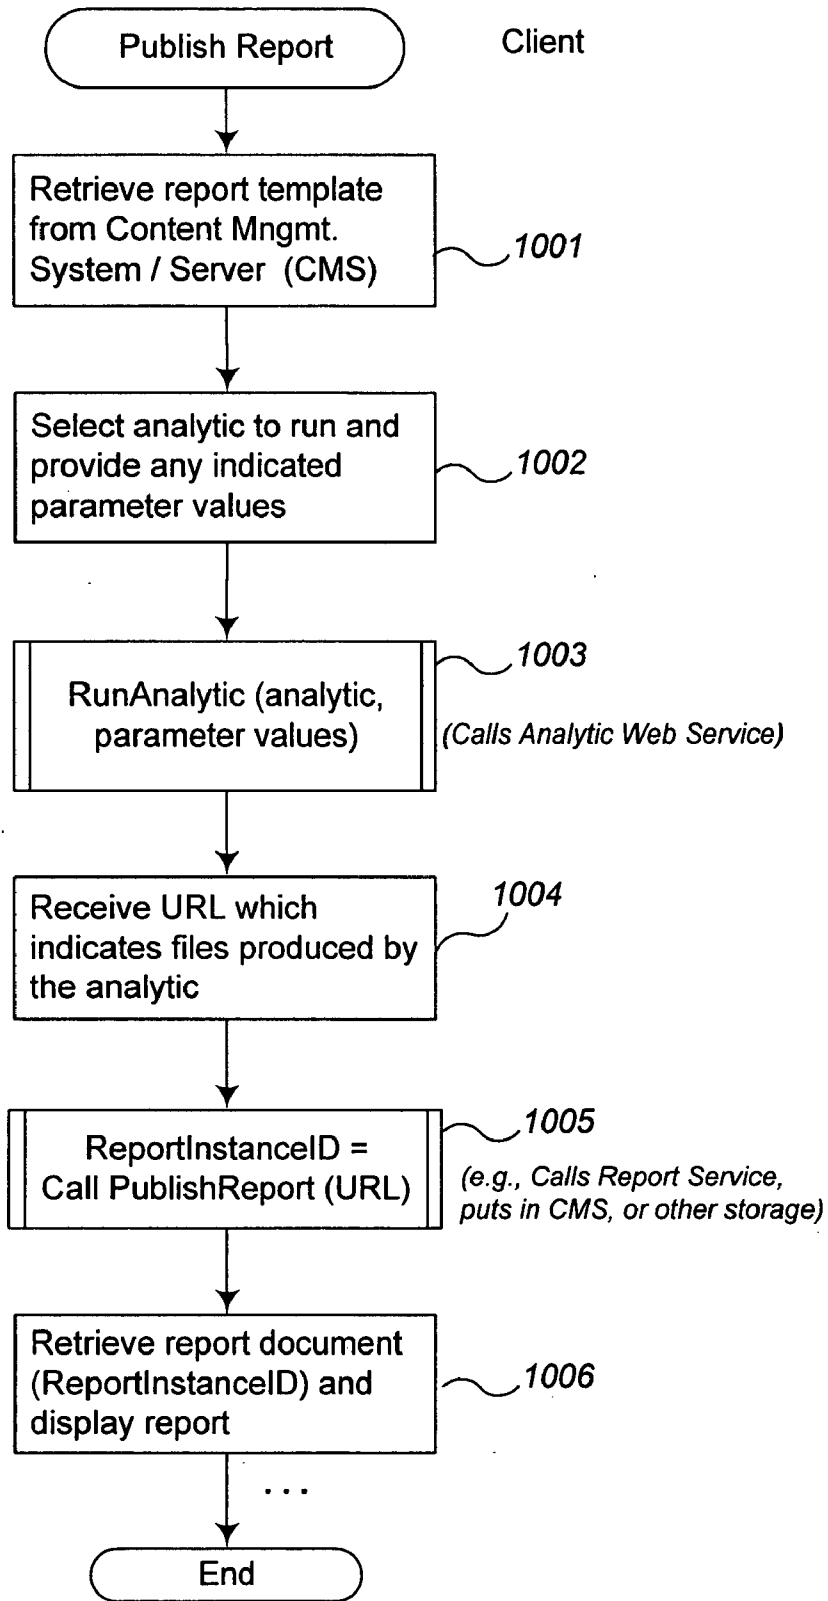 Publish Report
Client
Retrieve report template
from Content Mngmt.
System / Server (CMS)
1001
Select analytic to run and
provide any indicated
parameter values
1002
RunAnalytic (analytic,
parameter values)
1003
(Calls Analytic Web Service)
Receive URL which
indicates files produced by
the analytic
1004
ReportInstanceID =
Call PublishReport (URL)
1005
(e.g., Calls Report Service,
puts in CMS, or other storage)
Retrieve report document
(ReportInstanceID) and
display report
1006
...
End